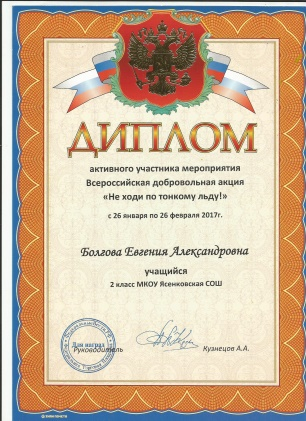 ДИПЛОМ
активного участника мероприятия
Всероссийская добровольная акция
«Не ходи по тонкому льду!»
с 26 января по 26 февраля 2017г.
Болгова Евгения Александровна
учащийся
2 класс МКОУ Ясенковская СОШ
Для наград
Руководитель
Кузнецов А.А.